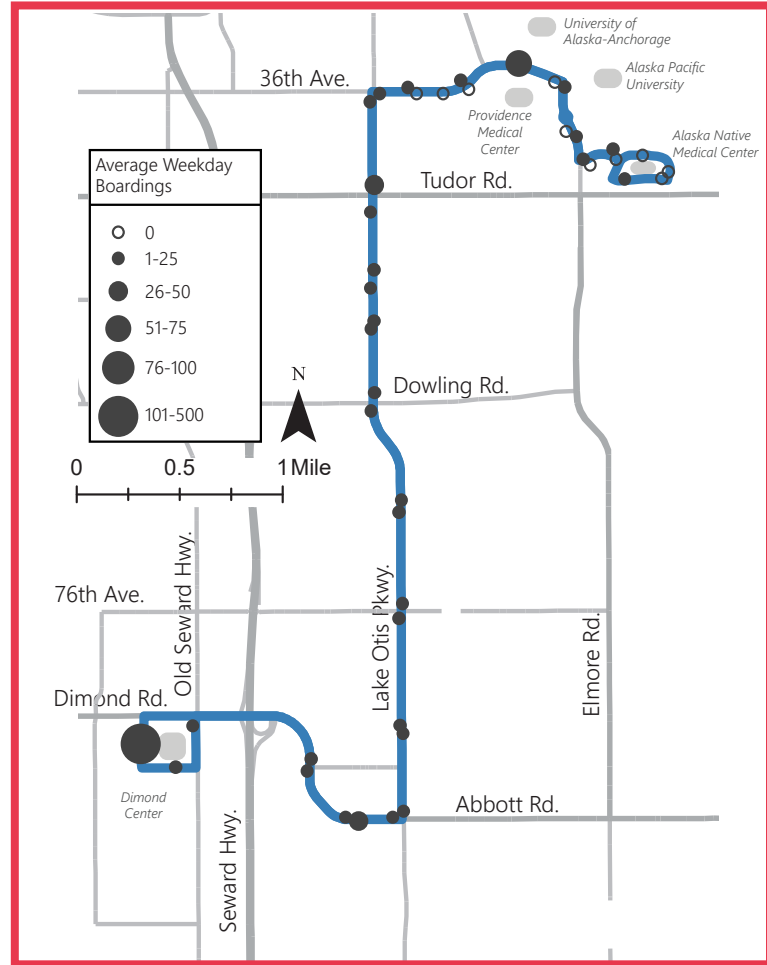 University of
Alaska-Anchorage
36th Ave.
Alaska Pacific
University
Providence
Medical
Center
Alaska Native
Medical Center
Average Weekday
Boardings
0
1-25
26-50
51-75
76-100
101-500
Tudor Rd.
N
Dowling Rd.
0
0.5
1 Mile
Old Seward Hwy.
76th Ave.
Lake Otis Pkwy.
Elmore Rd.
Dimond Rd.
Dimond
Center
Seward Hwy.
Abbott Rd.